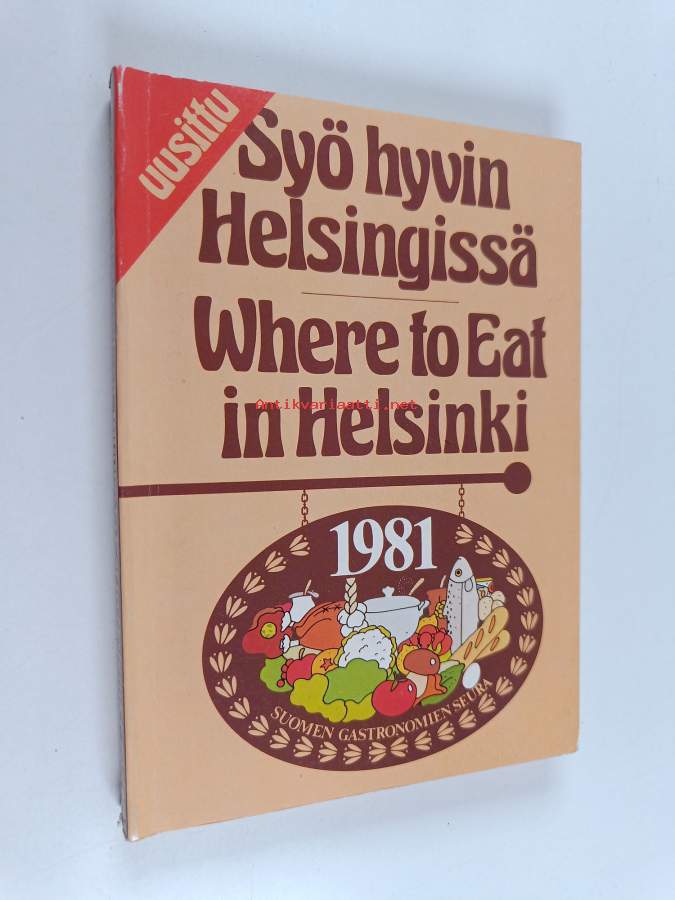 uusittu
Syö hyvin
Helsingissä
Where to Eat
in Helsinki
Antikvariaatti.net
1981
SUOMEN GASTRONOMIEN SEURA